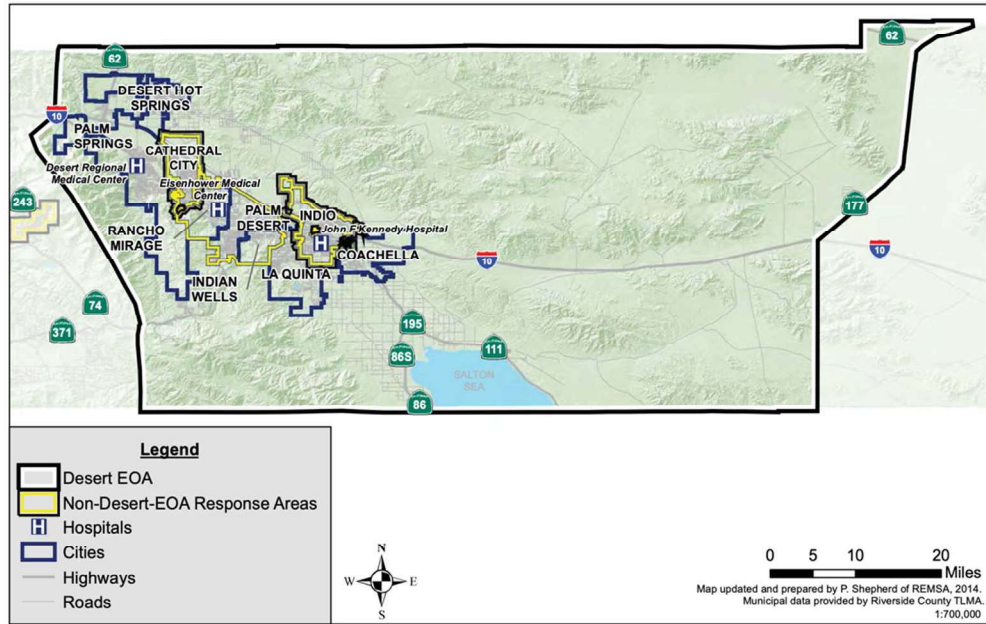 62
62
DESERT HOT
SPRINGS
10
PALM
SPRINGS
CATHEDRAL
CITY
Desert Regional
Medical Center
H
Eisenhower Medical
Center
H
243
177
PALM
DESERT
INDIO
John F Kennedy Hospital
H
RANCHO
MIRAGE
COACHELLA
10
10
LA QUINTA
INDIAN
WELLS
74
371
195
111
86S
SALTON
SEA
86
Legend
Desert EOA
Non-Desert-EOA Response Areas
H Hospitals
Cities
Highways
Roads
N
W E
S
0 5 10 20
Miles
Map updated and prepared by P. Shepherd of REMSA, 2014.
Municipal data provided by Riverside County TLMA.
1:700,000